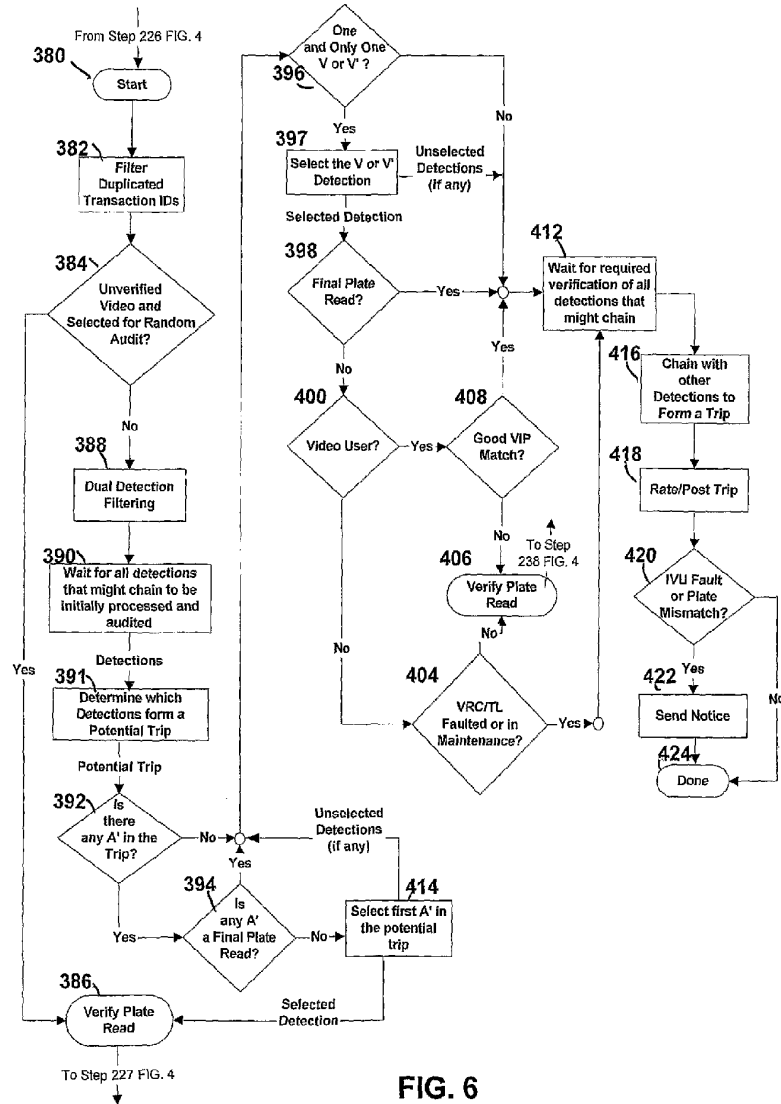 From Step 226 FIG. 4
380
Start
382
Filter
Duplicated
Transaction IDs
384
Unverified
Video and
Selected for Random
Audit?
No
Yes
388
Dual Detection
Filtering
390
Wait for all detections
that might chain to be
initially processed and
audited
Detections
391
Determine which
Detections form a
Potential Trip
Potential Trip
392
Is
there
any A' in the
Trip?
No
Yes
394
Is
any A'
a Final Plate
Read?
Yes
No
414
Select first A' in
the potential
trip
Unselected
Detections
(if any)
Selected
Detection
386
Verify Plate
Read
To Step 227 FIG. 4
One
and Only One
V or V' ?
396
Yes
No
397
Select the V or V'
Detection
Unselected
Detections
(if any)
Selected Detection
398
Final Plate
Read?
Yes
No
400
Video User?
Yes
No
408
Good VIP
Match?
Yes
No
To Step
238 FIG. 4
406
Verify Plate
Read
No
404
VRC/TL
Faulted or in
Maintenance?
Yes
412
Wait for required
verification of all
detections that
might chain
416
Chain with
other
Detections to
Form a Trip
418
Rate/Post Trip
420
IVU Fault
or Plate
Mismatch?
Yes
No
422
Send Notice
424
Done
FIG. 6